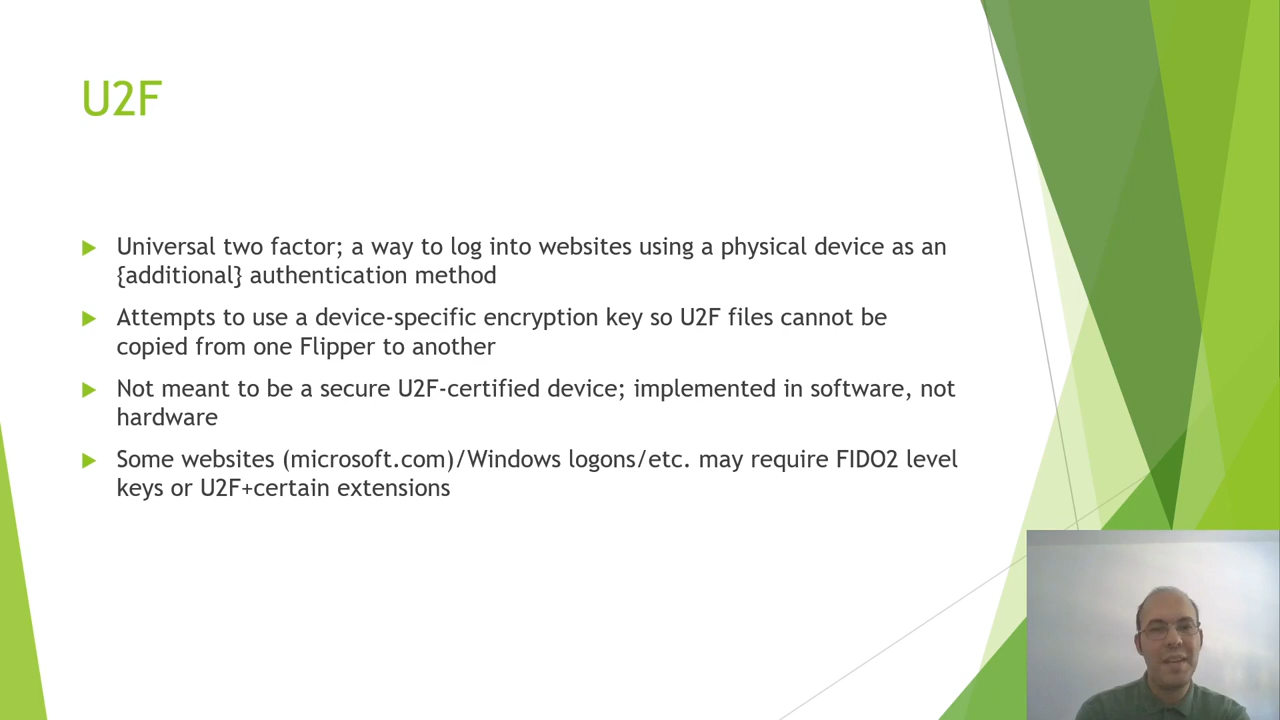 U2F
Universal two factor; a way to log into websites using a physical device as an
{additional} authentication method
Attempts to use a device-specific encryption key so U2F files cannot be
copied from one Flipper to another
Not meant to be a secure U2F-certified device; implemented in software, not
hardware
Some websites (microsoft.com)/Windows logons/etc. may require FIDO2 level
keys or U2F+certain extensions